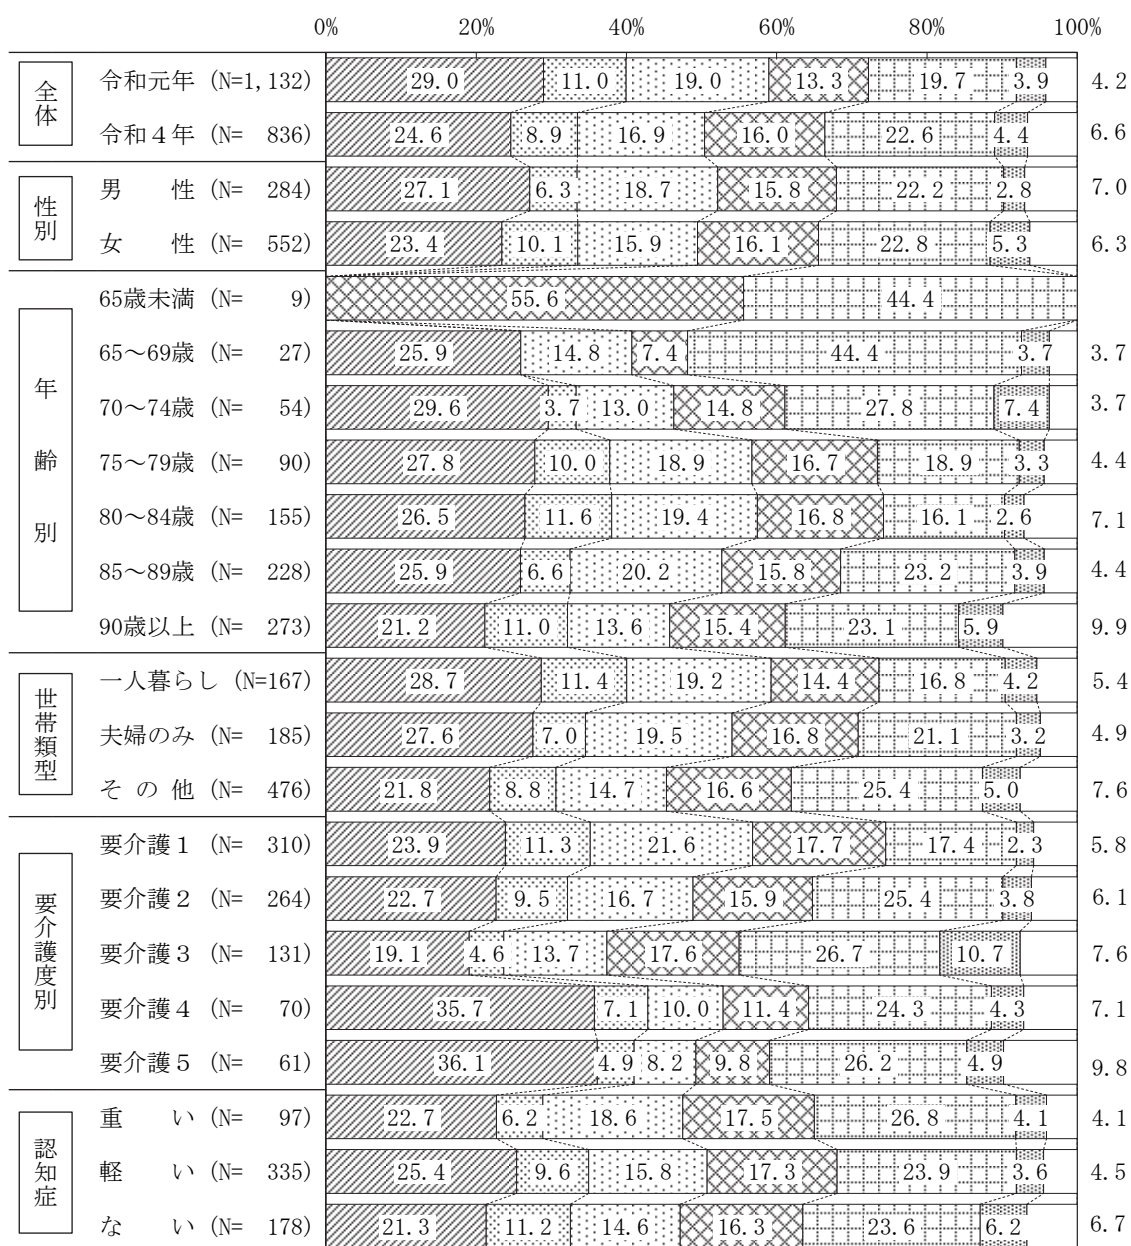 0% 20% 40% 60% 80% 100%
全体
令和元年 (N=1,132) 29.0 11.0 19.0 13.3 19.7 3.9 4.2
令和４年 (N= 836) 24.6 8.9 16.9 16.0 22.6 4.4 6.6
性別
男 性 (N= 284) 27.1 6.3 18.7 15.8 22.2 2.8 7.0
女 性 (N= 552) 23.4 10.1 15.9 16.1 22.8 5.3 6.3
年齢別
65歳未満 (N= 9) 55.6 44.4
65～69歳 (N= 27) 25.9 14.8 7.4 44.4 3.7 3.7
70～74歳 (N= 54) 29.6 3.7 13.0 14.8 27.8 7.4 3.7
75～79歳 (N= 90) 27.8 10.0 18.9 16.7 18.9 3.3 4.4
80～84歳 (N= 155) 26.5 11.6 19.4 16.8 16.1 2.6 7.1
85～89歳 (N= 228) 25.9 6.6 20.2 15.8 23.2 3.9 4.4
90歳以上 (N= 273) 21.2 11.0 13.6 15.4 23.1 5.9 9.9
世帯類型
一人暮らし (N=167) 28.7 11.4 19.2 14.4 16.8 4.2 5.4
夫婦のみ (N= 185) 27.6 7.0 19.5 16.8 21.1 3.2 4.9
そ の 他 (N= 476) 21.8 8.8 14.7 16.6 25.4 5.0 7.6
要介護度別
要介護１ (N= 310) 23.9 11.3 21.6 17.7 17.4 2.3 5.8
要介護２ (N= 264) 22.7 9.5 16.7 15.9 25.4 3.8 6.1
要介護３ (N= 131) 19.1 4.6 13.7 17.6 26.7 10.7 7.6
要介護４ (N= 70) 35.7 7.1 10.0 11.4 24.3 4.3 7.1
要介護５ (N= 61) 36.1 4.9 8.2 9.8 26.2 4.9 9.8
認知症
重 い (N= 97) 22.7 6.2 18.6 17.5 26.8 4.1 4.1
軽 い (N= 335) 25.4 9.6 15.8 17.3 23.9 3.6 4.5
な い (N= 178) 21.3 11.2 14.6 16.3 23.6 6.2 6.7